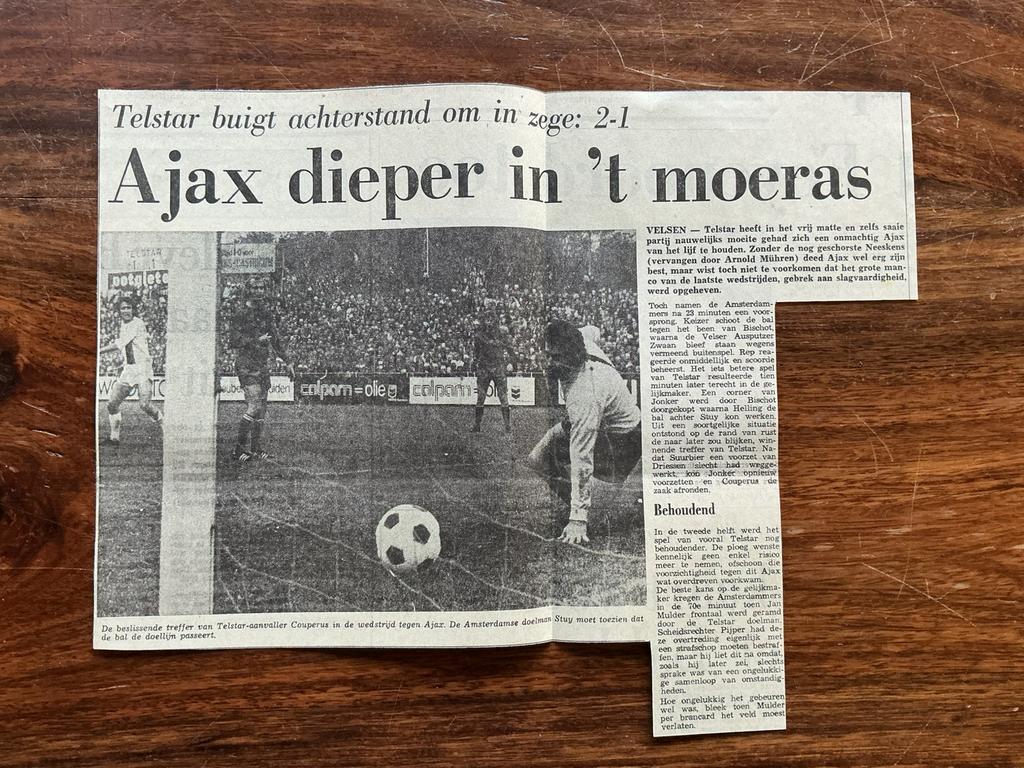 Telstar buigt achterstand om in zege: 2-1
Ajax dieper in 't moeras
VELSEN — Telstar heeft in het vrij matte en zelfs saaie
partij nauwelijks moeite gehad zich een onmachtig Ajax
van het lijf te houden. Zonder de nog geschorste Neeskens
(vervangen door Arnold Mühren) deed Ajax wel erg zijn
best, maar wist toch niet te voorkomen dat het grote man-
co van de laatste wedstrijden, gebrek aan slagvaardigheid,
werd opgeheven.
Toch namen de Amsterdam-
mers na 23 minuten een voor-
sprong. Keizer schoot de bal
tegen het been van Bischot,
waarna de Velser Ausputzer
Zwaan bleef staan wegens
vermeend buitenspel. Rep rea-
geerde onmiddellijk en scoorde
beheerst. Het iets betere spel
van Telstar resulteerde tien
minuten later terecht in de ge-
lijkmaker. Een corner van
Jonker werd door Bischot
doorgekopt waarna Helling de
bal achter Stuy kon werken.
Uit een soortgelijke situatie
ontstond op de rand van rust
de naar later zou blijken, win-
nende treffer van Telstar. Na-
dat Suurbier een voorzet van
Driessen slecht had wegge-
werkt, kon Jonker opnieuw
voorzetten en Couperus de
zaak afronden.
Behoudend
In de tweede helft werd het
spel van vooral Telstar nog
behoudender. De ploeg wenste
kennelijk geen enkel risico
meer te nemen, ofschoon die
voorzichtigheid tegen dit Ajax
wat overdreven voorkwam.
De beste kans op de gelijkma-
ker kregen de Amsterdammers
in de 70e minuut toen Jan
Mulder frontaal werd geramd
door de Telstar doelman.
Scheidsrechter Pijper had de-
ze overtreding eigenlijk met
een strafschop moeten bestraf-
fen, maar hij liet dit na omdat,
zoals hij later zei, slechts
sprake was van een ongelukki-
ge samenloop van omstandig-
heden.
Hoe ongelukkig het gebeuren
wel was, bleek toen Mulder
per brancard het veld moest
verlaten.
TELSTAR
calpam=olie
calpam=ol
De beslissende treffer van Telstar-aanvaller Couperus in de wedstrijd tegen Ajax. De Amsterdamse doelman Stuy moet toezien dat
de bal de doellijn passeert.